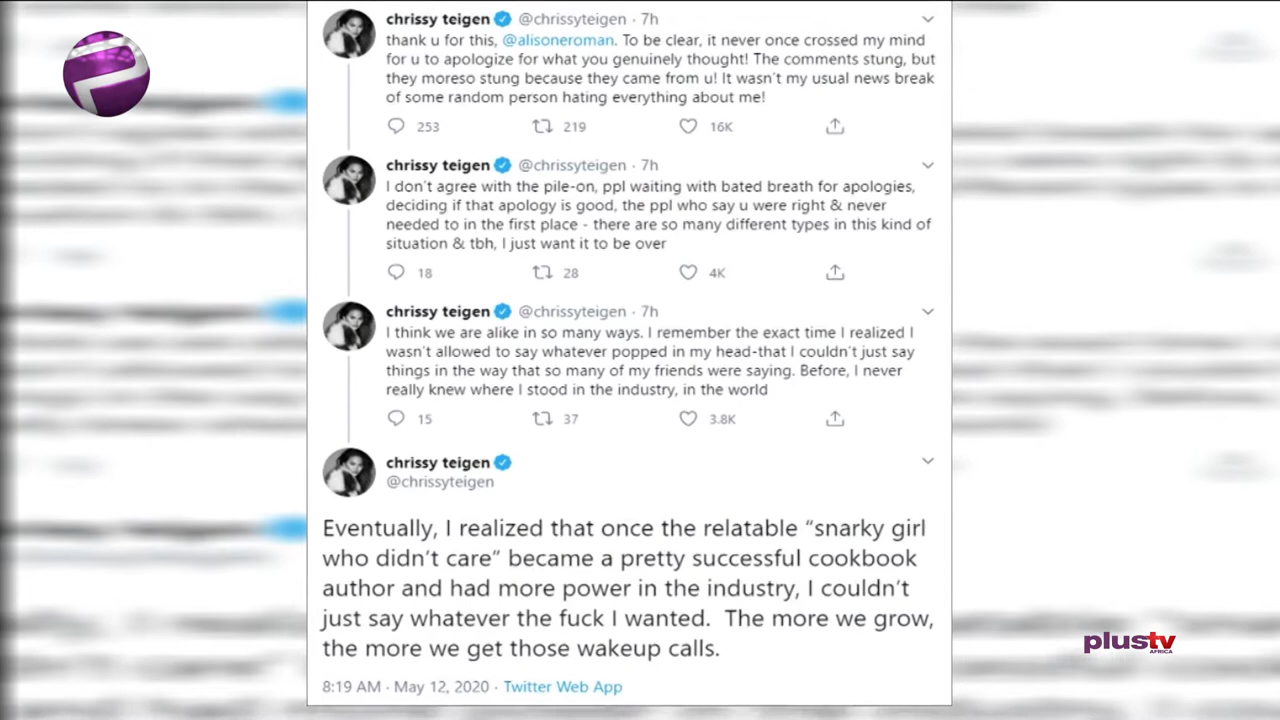 chrissy teigen @chrissyteigen · 7h
thank u for this, @alisoneroman. To be clear, it never once crossed my mind
for u to apologize for what you genuinely thought! The comments stung, but
they moreso stung because they came from u! It wasn't my usual news break
of some random person hating everything about me!
253 219 16K
chrissy teigen @chrissyteigen · 7h
I don't agree with the pile-on, ppl waiting with bated breath for apologies,
deciding if that apology is good, the ppl who say u were right & never
needed to in the first place - there are so many different types in this kind of
situation & tbh, I just want it to be over
18 28 4K
chrissy teigen @chrissyteigen · 7h
I think we are alike in so many ways. I remember the exact time I realized I
wasn't allowed to say whatever popped in my head-that I couldn't just say
things in the way that so many of my friends were saying. Before, I never
really knew where I stood in the industry, in the world
15 37 3.8K
chrissy teigen
@chrissyteigen
Eventually, I realized that once the relatable “snarky girl
who didn't care” became a pretty successful cookbook
author and had more power in the industry, I couldn't
just say whatever the fuck I wanted.  The more we grow,
the more we get those wakeup calls.
8:19 AM · May 12, 2020 · Twitter Web App
plustv
AFRICA